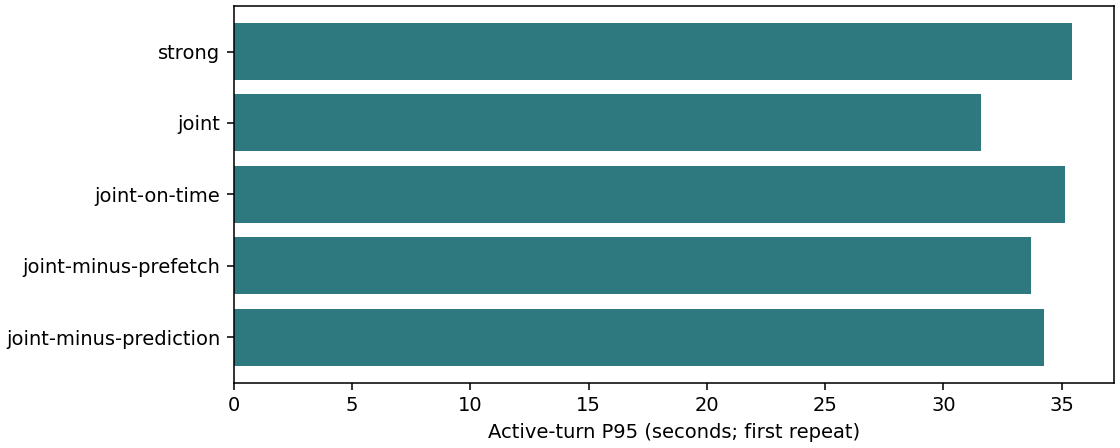 strong
joint
joint-on-time
joint-minus-prefetch
joint-minus-prediction
0 5 10 15 20 25 30 35
Active-turn P95 (seconds; first repeat)